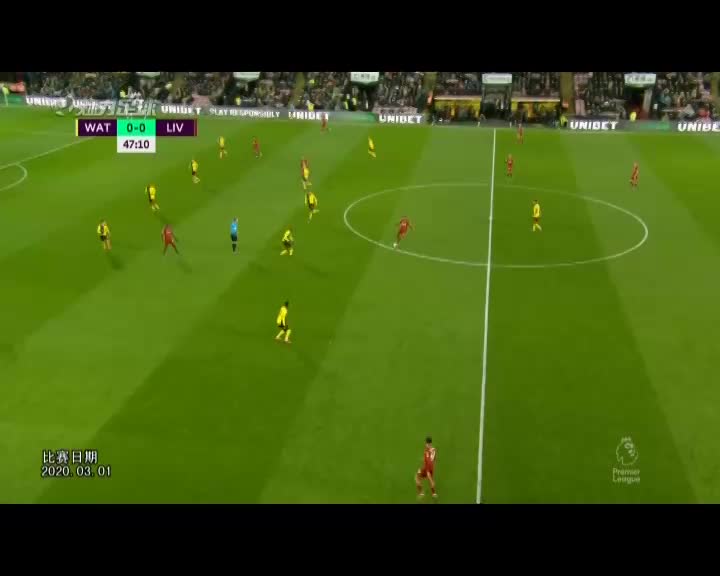 UNIBET
UNIBET PLAY RESPONSIBLY UNIBET
UNIBET
UNIBET
UNIBET
WAT 0-0 LIV
47:10
比赛日期
2020.03.01
Premier
League